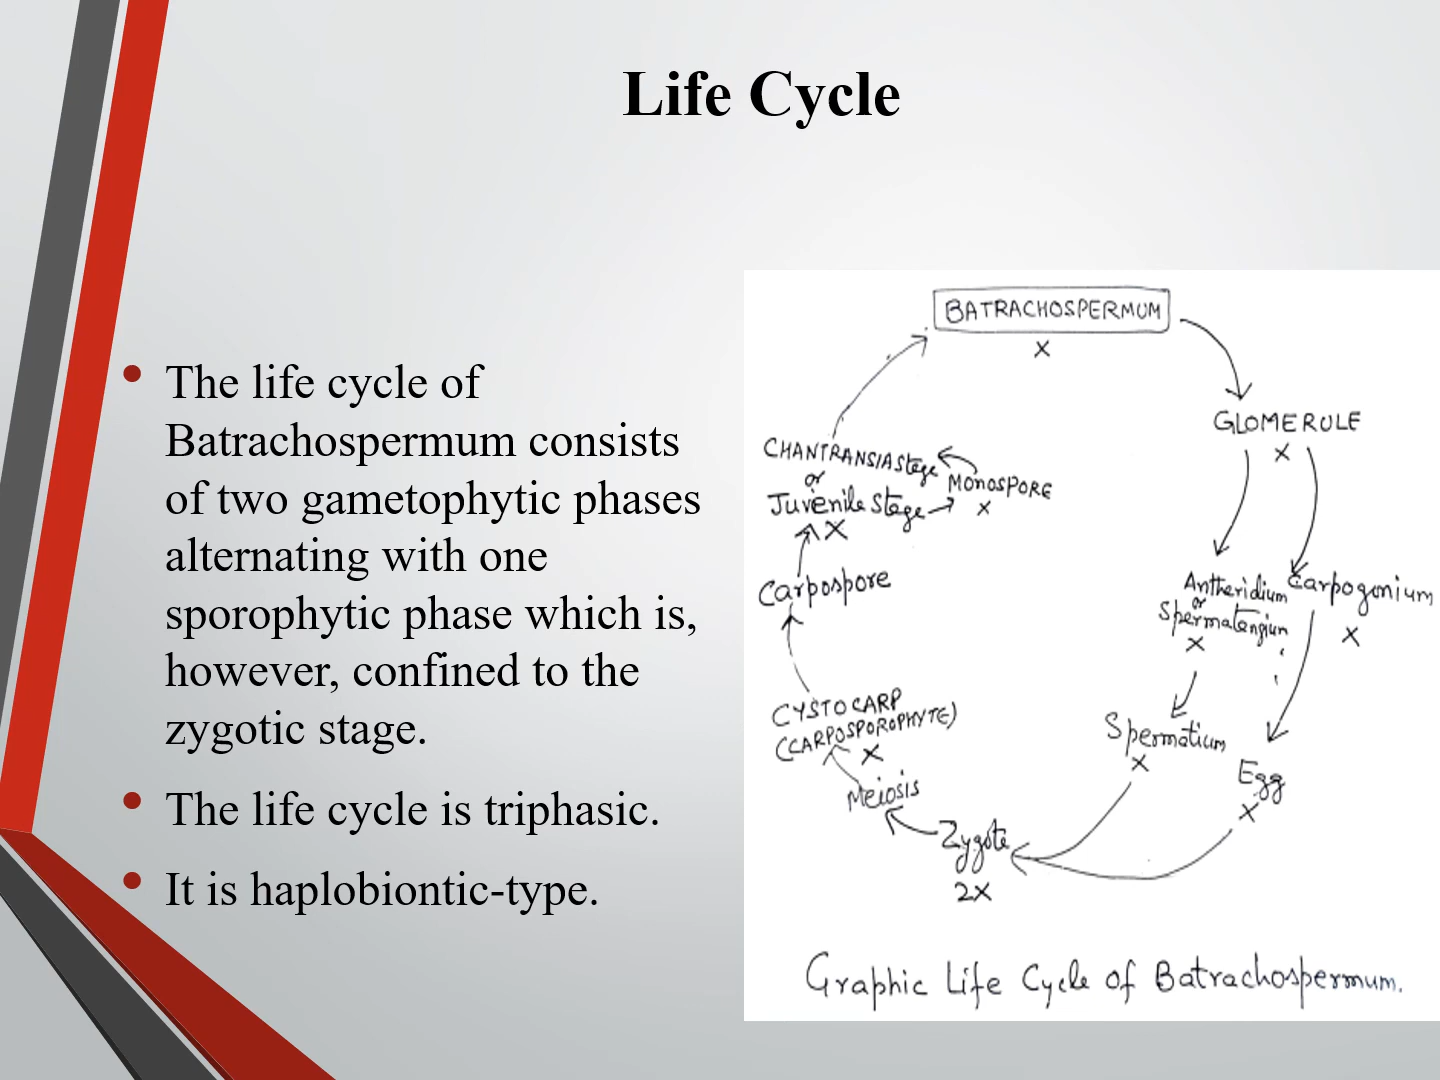 Life Cycle
• The life cycle of
Batrachospermum consists
of two gametophytic phases
alternating with one
sporophytic phase which is,
however, confined to the
zygotic stage.
• The life cycle is triphasic.
• It is haplobiontic-type.
BATRACHOSPERMUM
X
GLOMERULE
X
CHANTRANSIA stage
or
Juvenile stage
X
MONOSPORE
X
Carpospore
Antheridium
or
Spermatangium
X
Carpogonium
X
CYSTOCARP
(CARPOSPOROPHYTE)
X
Spermatium
X
Egg
X
Meiosis
Zygote
2X
Graphic Life Cycle of Batrachospermum.